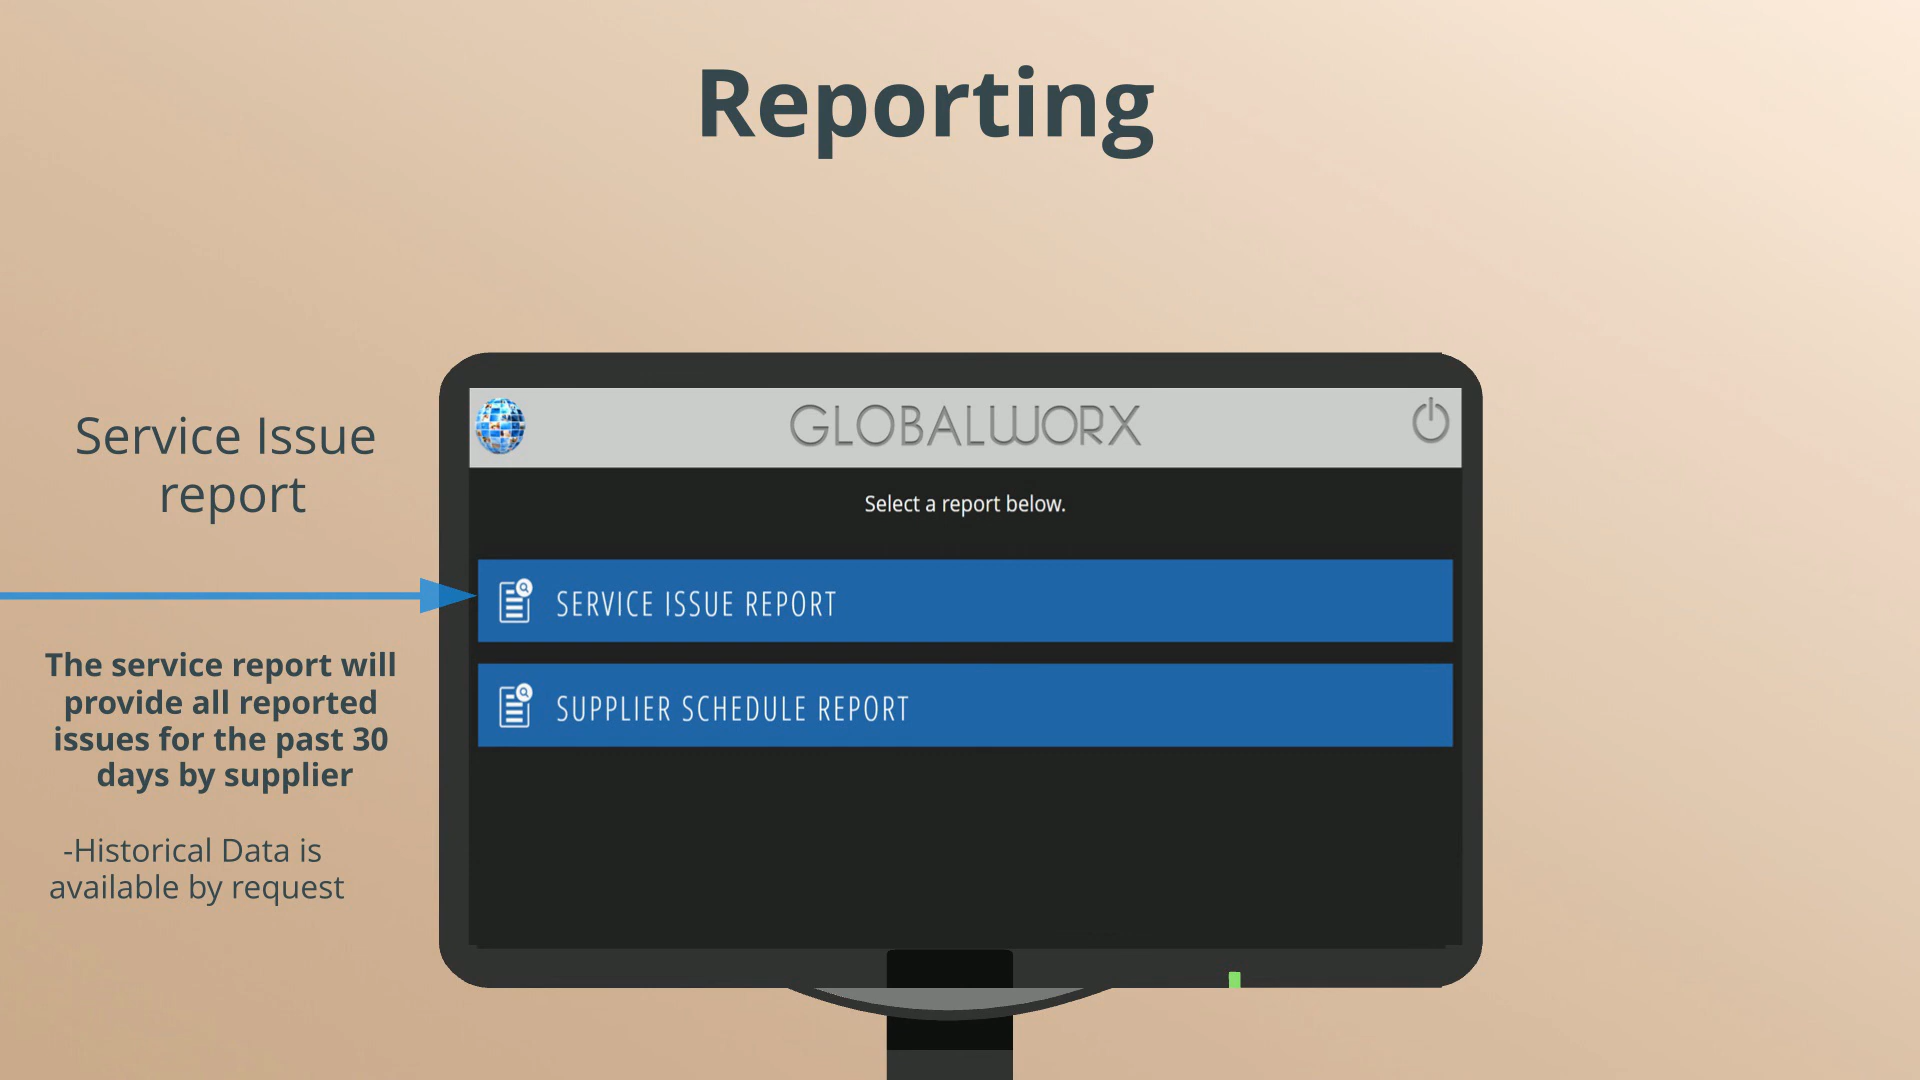 Reporting
Service Issue
report
The service report will
provide all reported
issues for the past 30
days by supplier
-Historical Data is
available by request
GLOBALWORX
Select a report below.
SERVICE ISSUE REPORT
SUPPLIER SCHEDULE REPORT